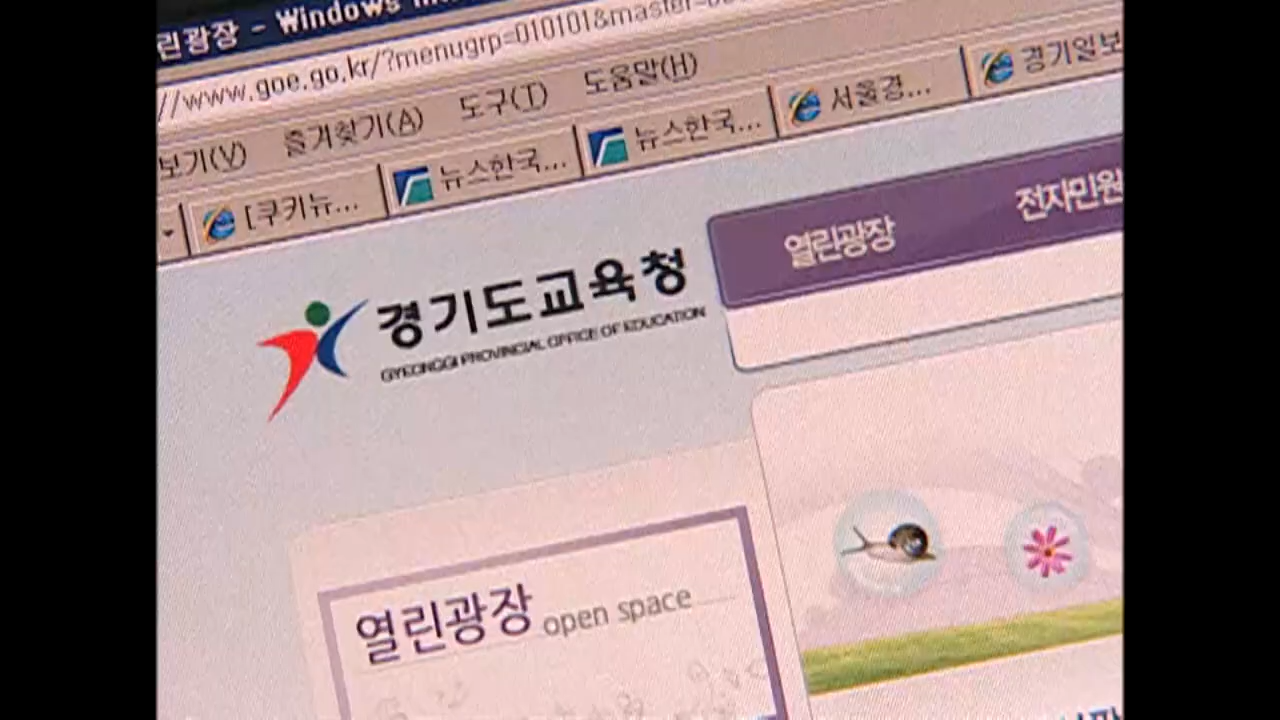 린광장 - Windows
//www.goe.go.kr/?menugrp=010101&master=
보기(V) 즐겨찾기(A) 도구(T) 도움말(H)
[쿠키뉴... 뉴스한국... 뉴스한국... 서울경... 경기일보
열린광장 전자민원
경기도교육청
GYEONGGI PROVINCIAL OFFICE OF EDUCATION
열린광장 open space